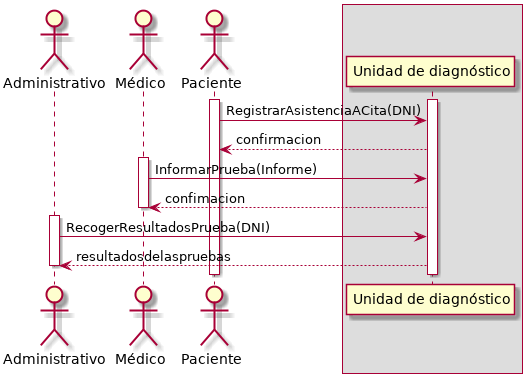 Administrativo Médico Paciente Unidad de diagnóstico
RegistrarAsistenciaACita(DNI)
confirmacion
InformarPrueba(Informe)
confimacion
RecogerResultadosPrueba(DNI)
resultadosdelaspruebas
Administrativo Médico Paciente Unidad de diagnóstico